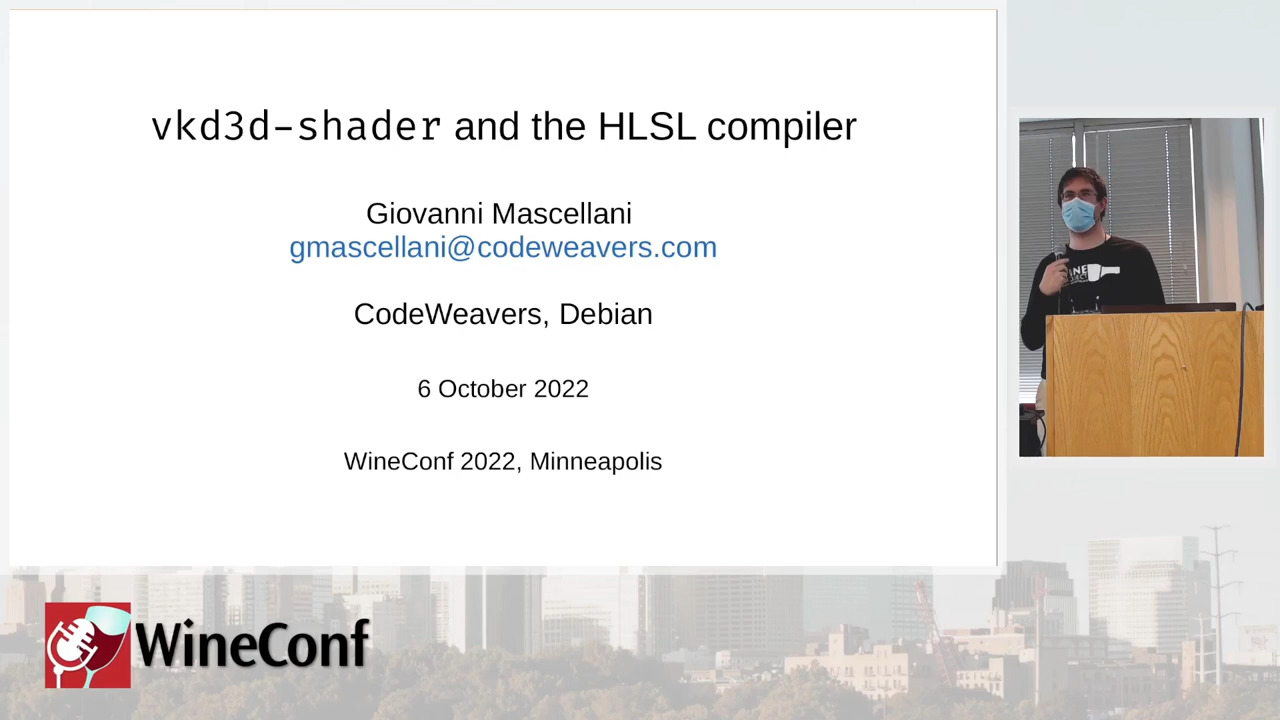 vkd3d-shader and the HLSL compiler
Giovanni Mascellani
gmascellani@codeweavers.com
CodeWeavers, Debian
6 October 2022
WineConf 2022, Minneapolis
WineConf